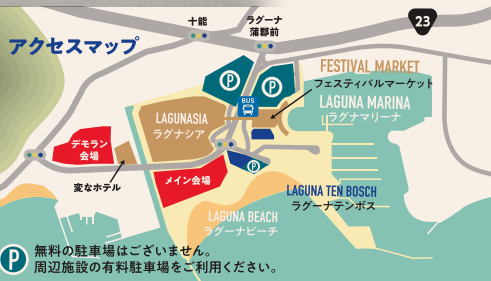 アクセスマップ
十能
ラグーナ
蒲郡前
23
P
P
FESTIVAL MARKET
フェスティバルマーケット
BUS
LAGUNASIA
ラグナシア
LAGUNA MARINA
ラグナマリーナ
デモラン
会場
変なホテル
メイン会場
P
LAGUNA TEN BOSCH
ラグーナテンボス
LAGUNA BEACH
ラグーナビーチ
P
無料の駐車場はございません。
周辺施設の有料駐車場をご利用ください。